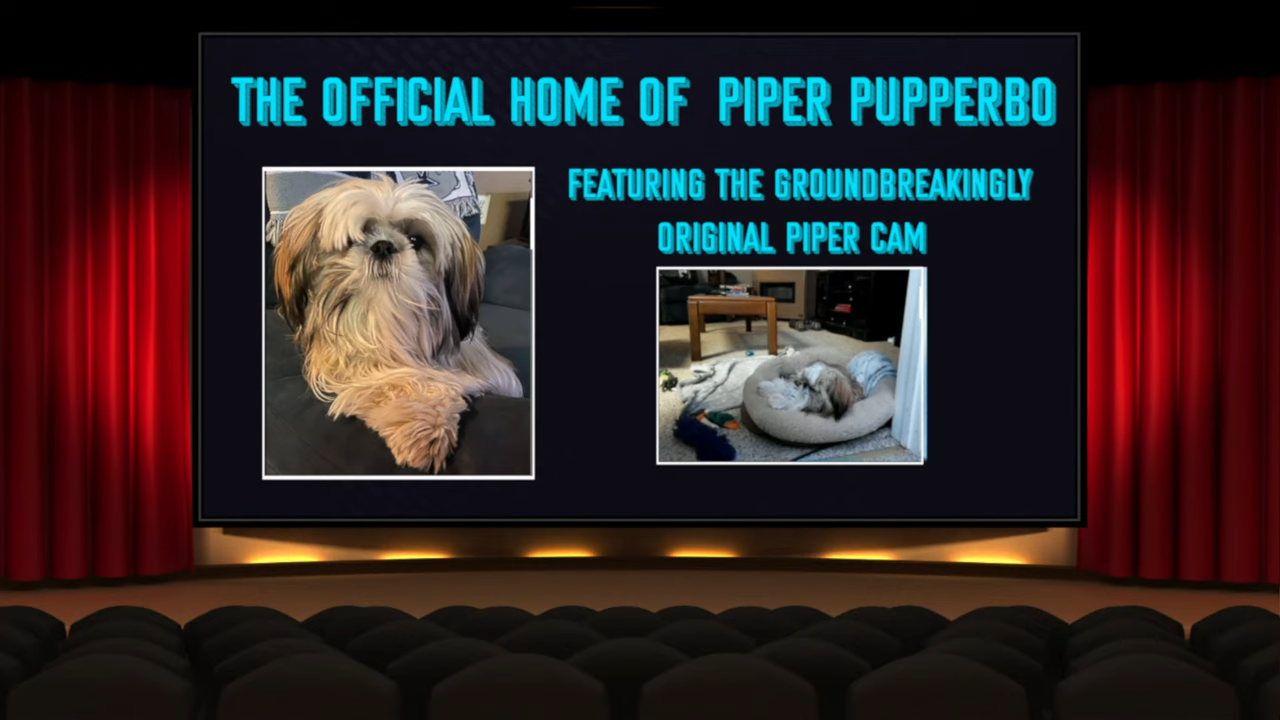 THE OFFICIAL HOME OF PIPER PUPPERBO
FEATURING THE GROUNDBREAKINGLY
ORIGINAL PIPER CAM